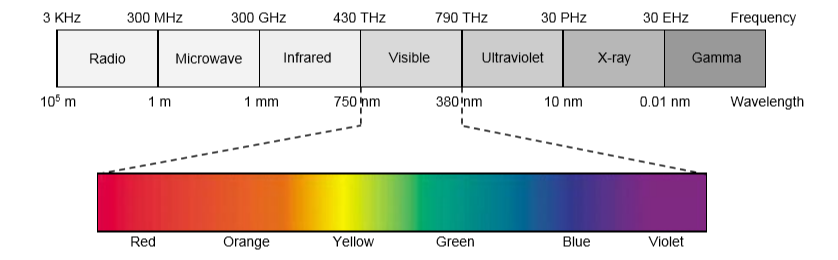 3 KHz 300 MHz 300 GHz 430 THz 790 THz 30 PHz 30 EHz Frequency
Radio Microwave Infrared Visible Ultraviolet X-ray Gamma
10⁵ m 1 m 1 mm 750 nm 380 nm 10 nm 0.01 nm Wavelength
Red Orange Yellow Green Blue Violet